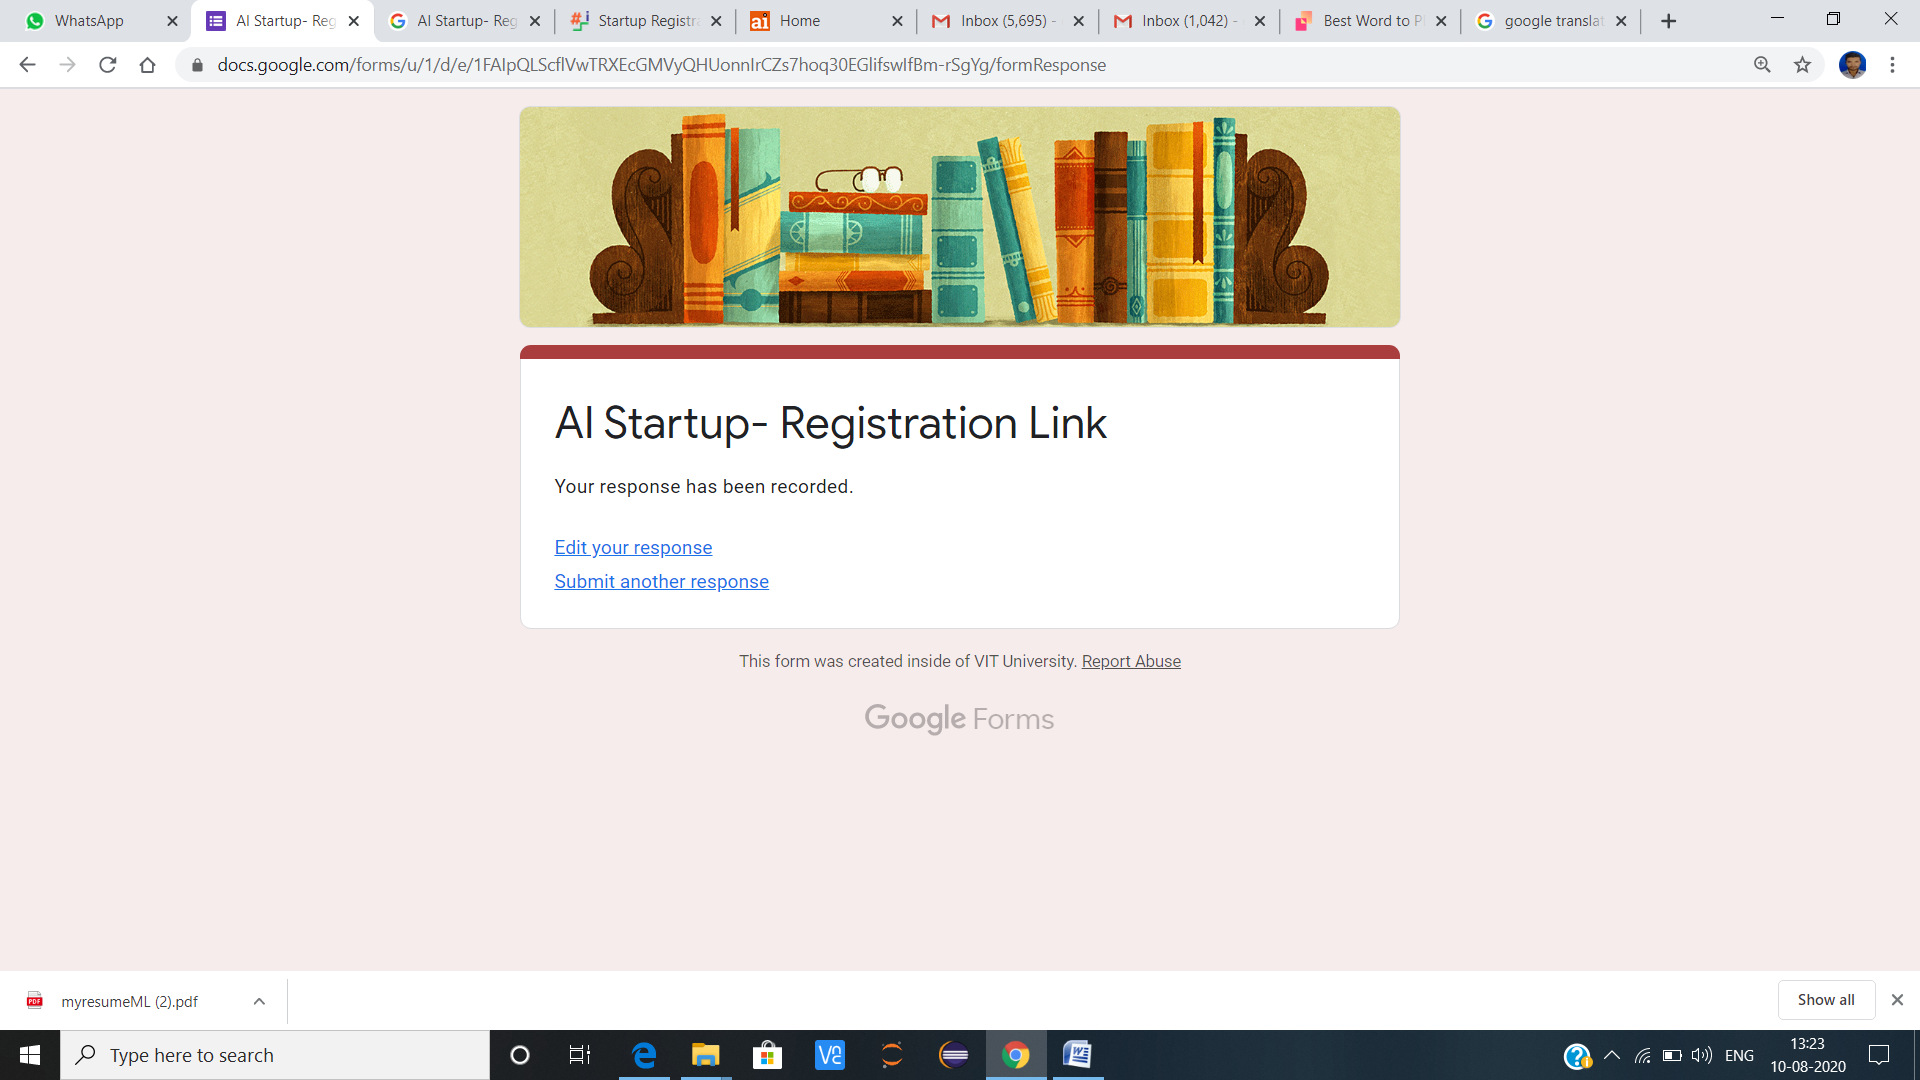 WhatsApp
AI Startup- Reg
AI Startup- Reg
Startup Registra
Home
Inbox (5,695) -
Inbox (1,042) -
Best Word to P
google translat
docs.google.com/forms/u/1/d/e/1FAIpQLScflVwTRXEcGMVyQHUonnIrCZs7hoq30EGlifswIfBm-rSgYg/formResponse
AI Startup- Registration Link
Your response has been recorded.
Edit your response
Submit another response
This form was created inside of VIT University. Report Abuse
Google Forms
myresumeML (2).pdf
Show all
Type here to search
ENG
13:23
10-08-2020